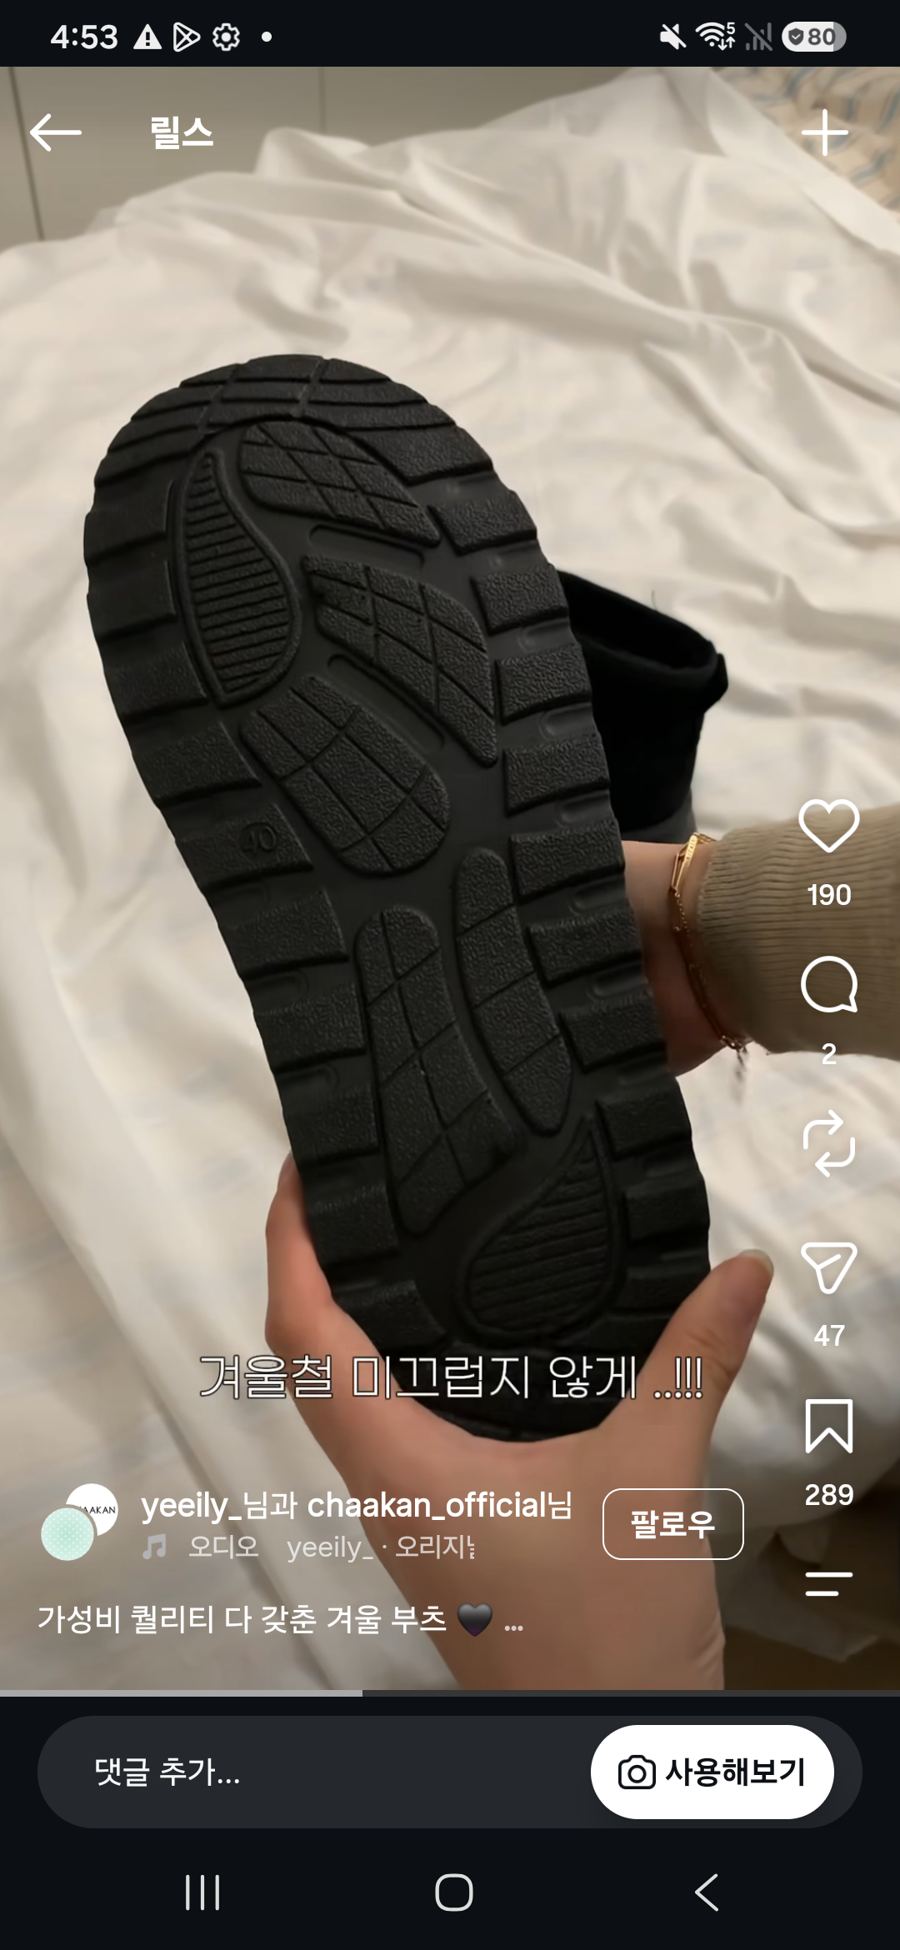 4:53
5
80
릴스
40
190
2
47
겨울철 미끄럽지 않게 ..!!!
289
AAKAN
yeeily_님과 chaakan_official님
팔로우
오디오 yeeily_ · 오리지
가성비 퀄리티 다 갖춘 겨울 부츠 🖤 ...
댓글 추가...
사용해보기